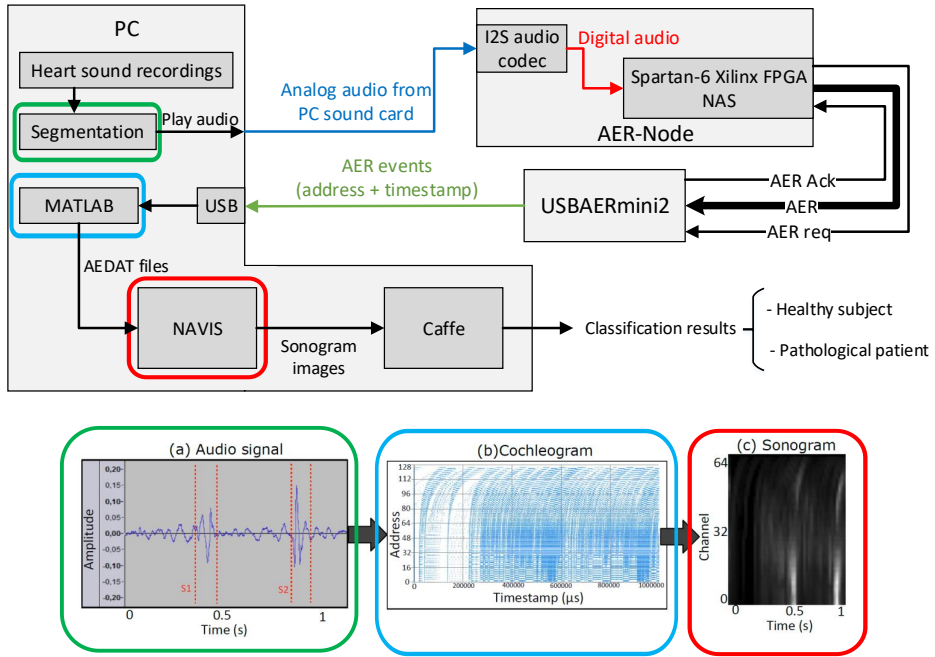 PC
Heart sound recordings
Segmentation
Play audio
Analog audio from
PC sound card
I2S audio
codec
Digital audio
Spartan-6 Xilinx FPGA
NAS
AER-Node
AER events
(address + timestamp)
MATLAB
USB
USBAERmini2
AER Ack
AER
AER req
AEDAT files
NAVIS
Sonogram
images
Caffe
Classification results
- Healthy subject
- Pathological patient
(a) Audio signal
Amplitude
0,20
0,15
0,10
0,05
0,00
-0,05
-0,10
-0,15
-0,20
S1
S2
0
0.5
1
Time (s)
(b)Cochleogram
Address
128
112
96
80
64
48
32
16
0
0
200000
400000
600000
800000
1000000
Timestamp (µs)
(c) Sonogram
Channel
64
32
0
0
0.5
1
Time (s)